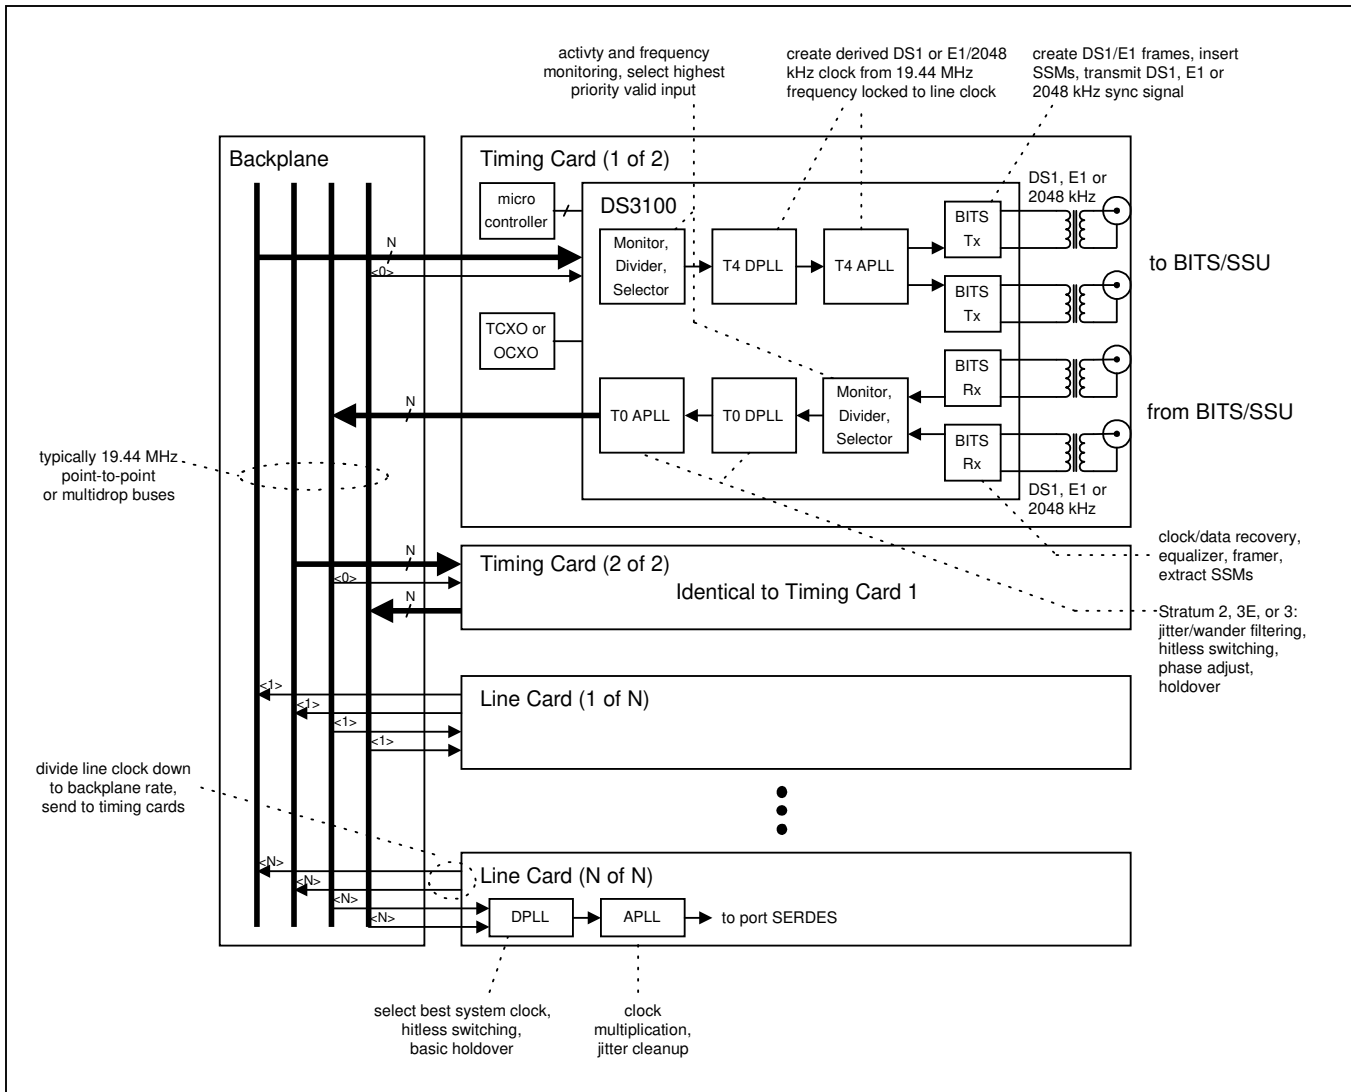 activty and frequency
monitoring, select highest
priority valid input
create derived DS1 or E1/2048
kHz clock from 19.44 MHz
frequency locked to line clock
create DS1/E1 frames, insert
SSMs, transmit DS1, E1 or
2048 kHz sync signal
Backplane
Timing Card (1 of 2)
micro
controller
DS3100
DS1, E1 or
2048 kHz
BITS
Tx
N
<0>
Monitor,
Divider,
Selector
T4 DPLL
T4 APLL
to BITS/SSU
BITS
Tx
TCXO or
OCXO
BITS
Rx
N
T0 APLL
T0 DPLL
Monitor,
Divider,
Selector
from BITS/SSU
BITS
Rx
typically 19.44 MHz
point-to-point
or multidrop buses
DS1, E1 or
2048 kHz
clock/data recovery,
equalizer, framer,
extract SSMs
N
<0>
N
Timing Card (2 of 2)
Identical to Timing Card 1
Stratum 2, 3E, or 3:
jitter/wander filtering,
hitless switching,
phase adjust,
holdover
<1>
<1>
<1>
<1>
Line Card (1 of N)
divide line clock down
to backplane rate,
send to timing cards
<N>
<N>
<N>
<N>
Line Card (N of N)
DPLL
APLL
to port SERDES
select best system clock,
hitless switching,
basic holdover
clock
multiplication,
jitter cleanup